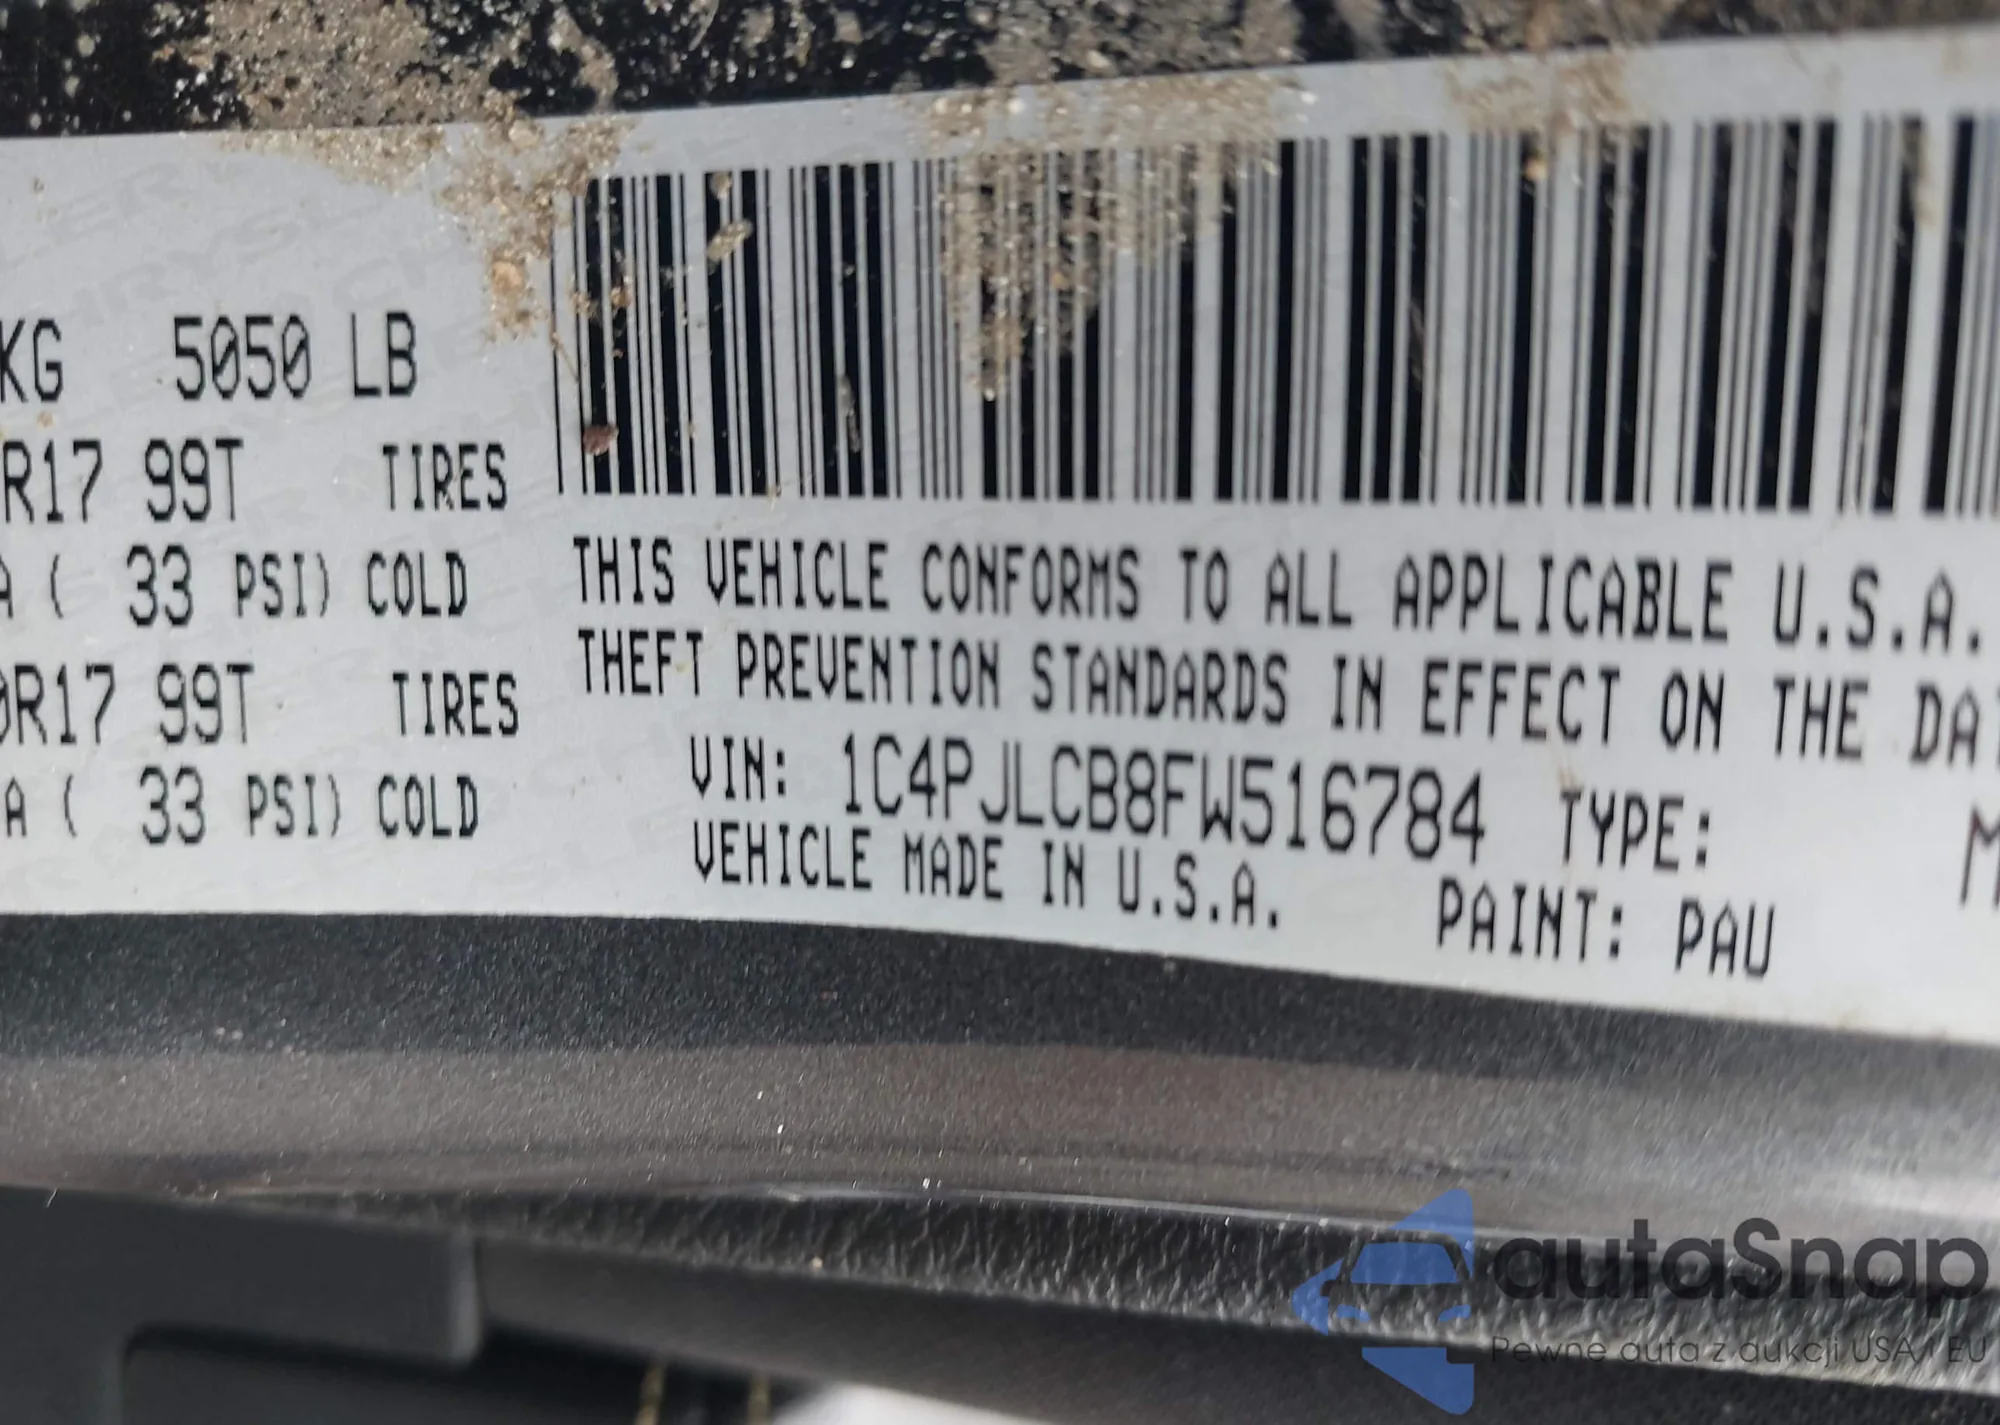 KG 5050 LB
R17 99T TIRES
A ( 33 PSI) COLD
0R17 99T TIRES
A ( 33 PSI) COLD
THIS VEHICLE CONFORMS TO ALL APPLICABLE U.S.A.
THEFT PREVENTION STANDARDS IN EFFECT ON THE DA
VIN: 1C4PJLCB8FW516784 TYPE: M
VEHICLE MADE IN U.S.A. PAINT: PAU
autaSnap
Pewne auta z aukcji USA i EU